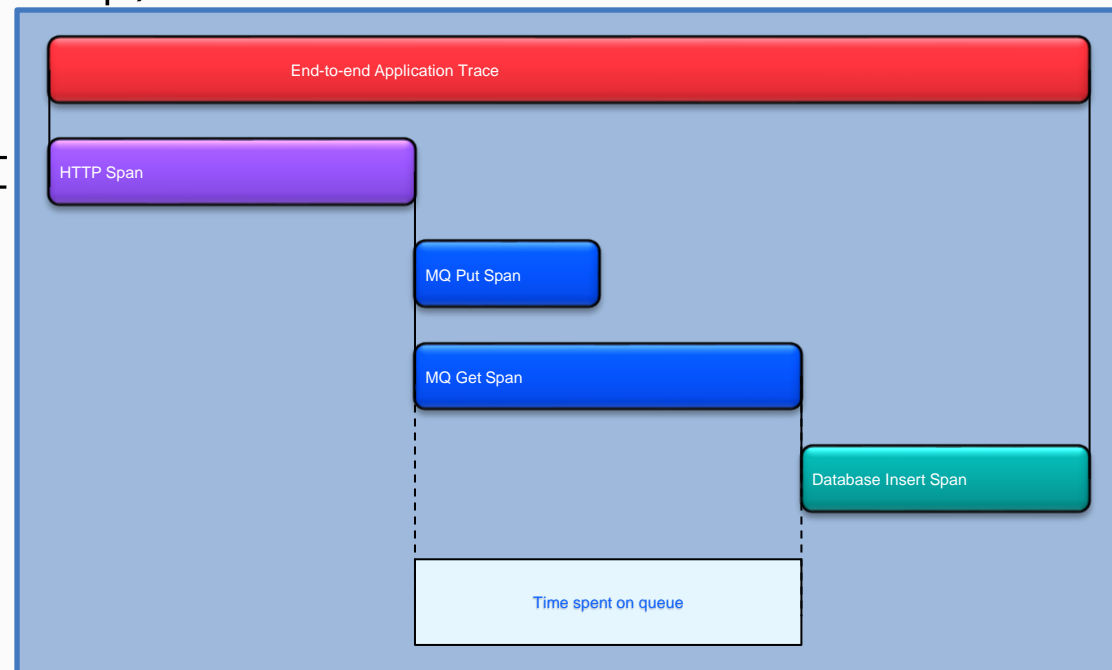 End-to-end Application Trace
HTTP Span
MQ Put Span
MQ Get Span
Database Insert Span
Time spent on queue